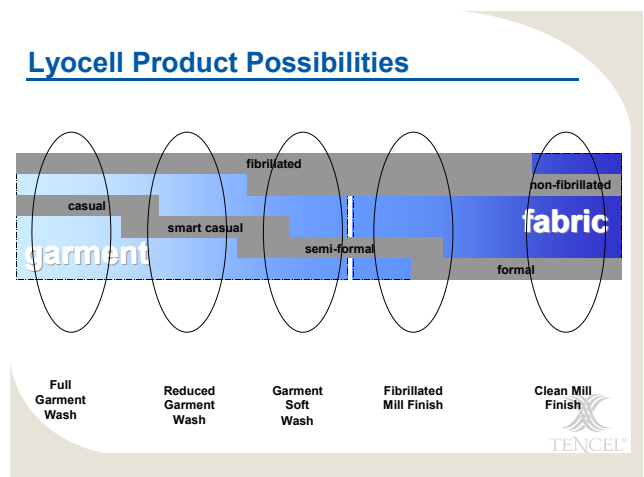 Lyocell Product Possibilities
fibrillated
non-fibrillated
casual
smart casual
fabric
garment
semi-formal
formal
Full
Garment
Wash
Reduced
Garment
Wash
Garment
Soft
Wash
Fibrillated
Mill Finish
Clean Mill
Finish
TENCEL®